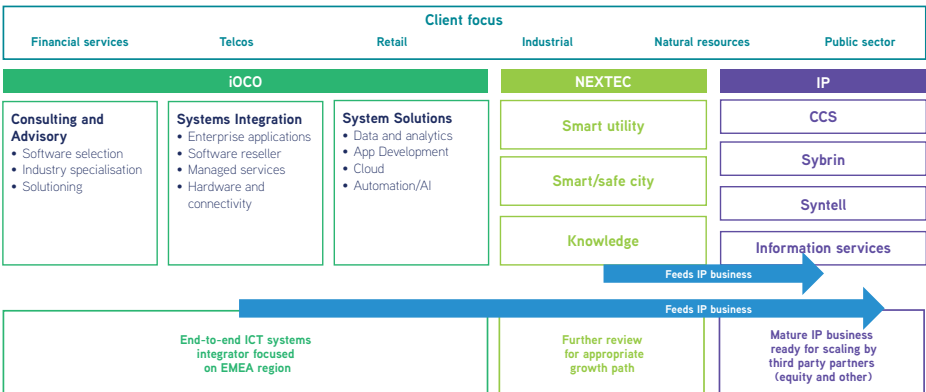 Client focus
Financial services
Telcos
Retail
Industrial
Natural resources
Public sector
iOCO
NEXTEC
IP
Consulting and
Advisory
• Software selection
• Industry specialisation
• Solutioning
Systems Integration
• Enterprise applications
• Software reseller
• Managed services
• Hardware and
connectivity
System Solutions
• Data and analytics
• App Development
• Cloud
• Automation/AI
Smart utility
Smart/safe city
Knowledge
CCS
Sybrin
Syntell
Information services
Feeds IP business
Feeds IP business
End-to-end ICT systems
integrator focused
on EMEA region
Further review
for appropriate
growth path
Mature IP business
ready for scaling by
third party partners
(equity and other)